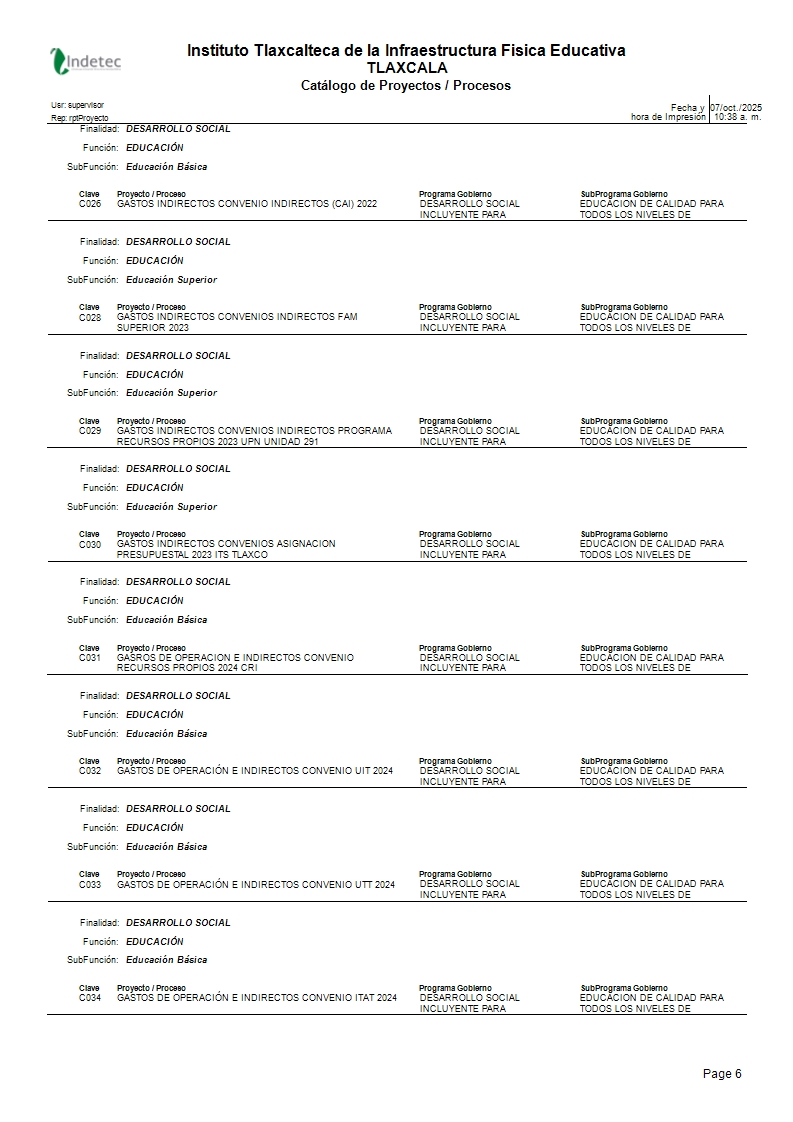 Indetec
Instituto Tlaxcalteca de la Infraestructura Fisica Educativa
TLAXCALA
Catálogo de Proyectos / Procesos
Usr: supervisor
Rep: rptProyecto
Fecha y 07/oct./2025
hora de Impresión 10:38 a. m.
Finalidad: DESARROLLO SOCIAL
Función: EDUCACIÓN
SubFunción: Educación Básica
Clave Proyecto / Proceso Programa Gobierno SubPrograma Gobierno
C026 GASTOS INDIRECTOS CONVENIO INDIRECTOS (CAI) 2022 DESARROLLO SOCIAL EDUCACION DE CALIDAD PARA
INCLUYENTE PARA TODOS LOS NIVELES DE
Finalidad: DESARROLLO SOCIAL
Función: EDUCACIÓN
SubFunción: Educación Superior
Clave Proyecto / Proceso Programa Gobierno SubPrograma Gobierno
C028 GASTOS INDIRECTOS CONVENIOS INDIRECTOS FAM DESARROLLO SOCIAL EDUCACION DE CALIDAD PARA
SUPERIOR 2023 INCLUYENTE PARA TODOS LOS NIVELES DE
Finalidad: DESARROLLO SOCIAL
Función: EDUCACIÓN
SubFunción: Educación Superior
Clave Proyecto / Proceso Programa Gobierno SubPrograma Gobierno
C029 GASTOS INDIRECTOS CONVENIOS INDIRECTOS PROGRAMA DESARROLLO SOCIAL EDUCACION DE CALIDAD PARA
RECURSOS PROPIOS 2023 UPN UNIDAD 291 INCLUYENTE PARA TODOS LOS NIVELES DE
Finalidad: DESARROLLO SOCIAL
Función: EDUCACIÓN
SubFunción: Educación Superior
Clave Proyecto / Proceso Programa Gobierno SubPrograma Gobierno
C030 GASTOS INDIRECTOS CONVENIOS ASIGNACION DESARROLLO SOCIAL EDUCACION DE CALIDAD PARA
PRESUPUESTAL 2023 ITS TLAXCO INCLUYENTE PARA TODOS LOS NIVELES DE
Finalidad: DESARROLLO SOCIAL
Función: EDUCACIÓN
SubFunción: Educación Básica
Clave Proyecto / Proceso Programa Gobierno SubPrograma Gobierno
C031 GASROS DE OPERACION E INDIRECTOS CONVENIO DESARROLLO SOCIAL EDUCACION DE CALIDAD PARA
RECURSOS PROPIOS 2024 CRI INCLUYENTE PARA TODOS LOS NIVELES DE
Finalidad: DESARROLLO SOCIAL
Función: EDUCACIÓN
SubFunción: Educación Básica
Clave Proyecto / Proceso Programa Gobierno SubPrograma Gobierno
C032 GASTOS DE OPERACIÓN E INDIRECTOS CONVENIO UIT 2024 DESARROLLO SOCIAL EDUCACION DE CALIDAD PARA
INCLUYENTE PARA TODOS LOS NIVELES DE
Finalidad: DESARROLLO SOCIAL
Función: EDUCACIÓN
SubFunción: Educación Básica
Clave Proyecto / Proceso Programa Gobierno SubPrograma Gobierno
C033 GASTOS DE OPERACIÓN E INDIRECTOS CONVENIO UTT 2024 DESARROLLO SOCIAL EDUCACION DE CALIDAD PARA
INCLUYENTE PARA TODOS LOS NIVELES DE
Finalidad: DESARROLLO SOCIAL
Función: EDUCACIÓN
SubFunción: Educación Básica
Clave Proyecto / Proceso Programa Gobierno SubPrograma Gobierno
C034 GASTOS DE OPERACIÓN E INDIRECTOS CONVENIO ITAT 2024 DESARROLLO SOCIAL EDUCACION DE CALIDAD PARA
INCLUYENTE PARA TODOS LOS NIVELES DE
Page 6